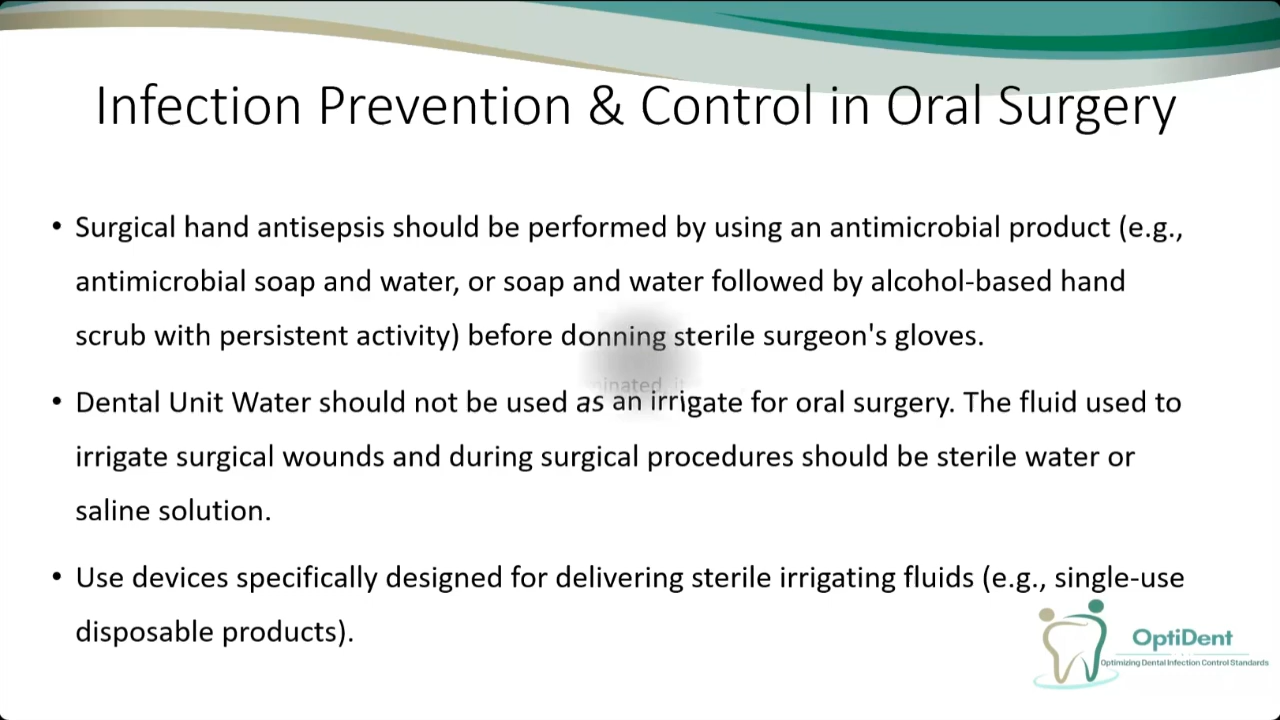 Infection Prevention & Control in Oral Surgery
• Surgical hand antisepsis should be performed by using an antimicrobial product (e.g.,
antimicrobial soap and water, or soap and water followed by alcohol-based hand
scrub with persistent activity) before donning sterile surgeon's gloves.
• Dental Unit Water should not be used as an irrigate for oral surgery. The fluid used to
irrigate surgical wounds and during surgical procedures should be sterile water or
saline solution.
• Use devices specifically designed for delivering sterile irrigating fluids (e.g., single-use
disposable products).
OptiDent
Optimizing Dental Infection Control Standards